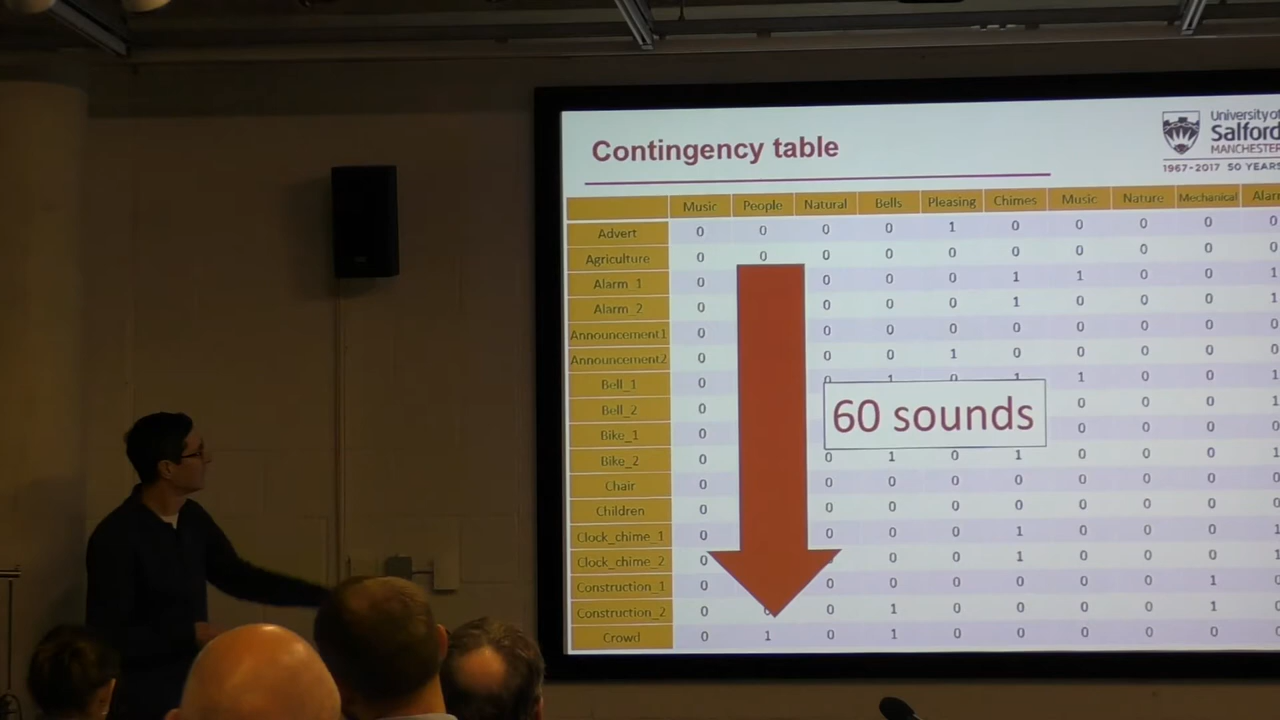 University of
Salford
MANCHESTER
1967-2017 50 YEARS
Contingency table
Music People Natural Bells Pleasing Chimes Music Nature Mechanical Alar
Advert 0 0 0 0 1 0 0 0 0 0
Agriculture 0 0 0 0 0 0 0 0 0 0
Alarm_1 0 0 0 0 1 1 0 0 1
Alarm_2 0 0 0 0 1 0 0 0 1
Announcement1 0 0 0 0 0 0 0 0 0
Announcement2 0 0 0 1 0 0 0 0 0
Bell_1 0 0 1 0 1 1 0 0 1
Bell_2 0 0 0 0 1
60 sounds
Bike_1 0 0 0 0 0
Bike_2 0 0 1 0 1 0 0 0 1
Chair 0 0 0 0 0 0 0 0 0
Children 0 0 0 0 0 0 0 0 0
Clock_chime_1 0 0 0 0 1 0 0 0 1
Clock_chime_2 0 0 0 1 0 0 0 1
Construction_1 0 0 0 0 0 0 0 1 0
Construction_2 0 0 1 0 0 0 0 1 0
Crowd 0 1 0 1 0 0 0 0 0 0